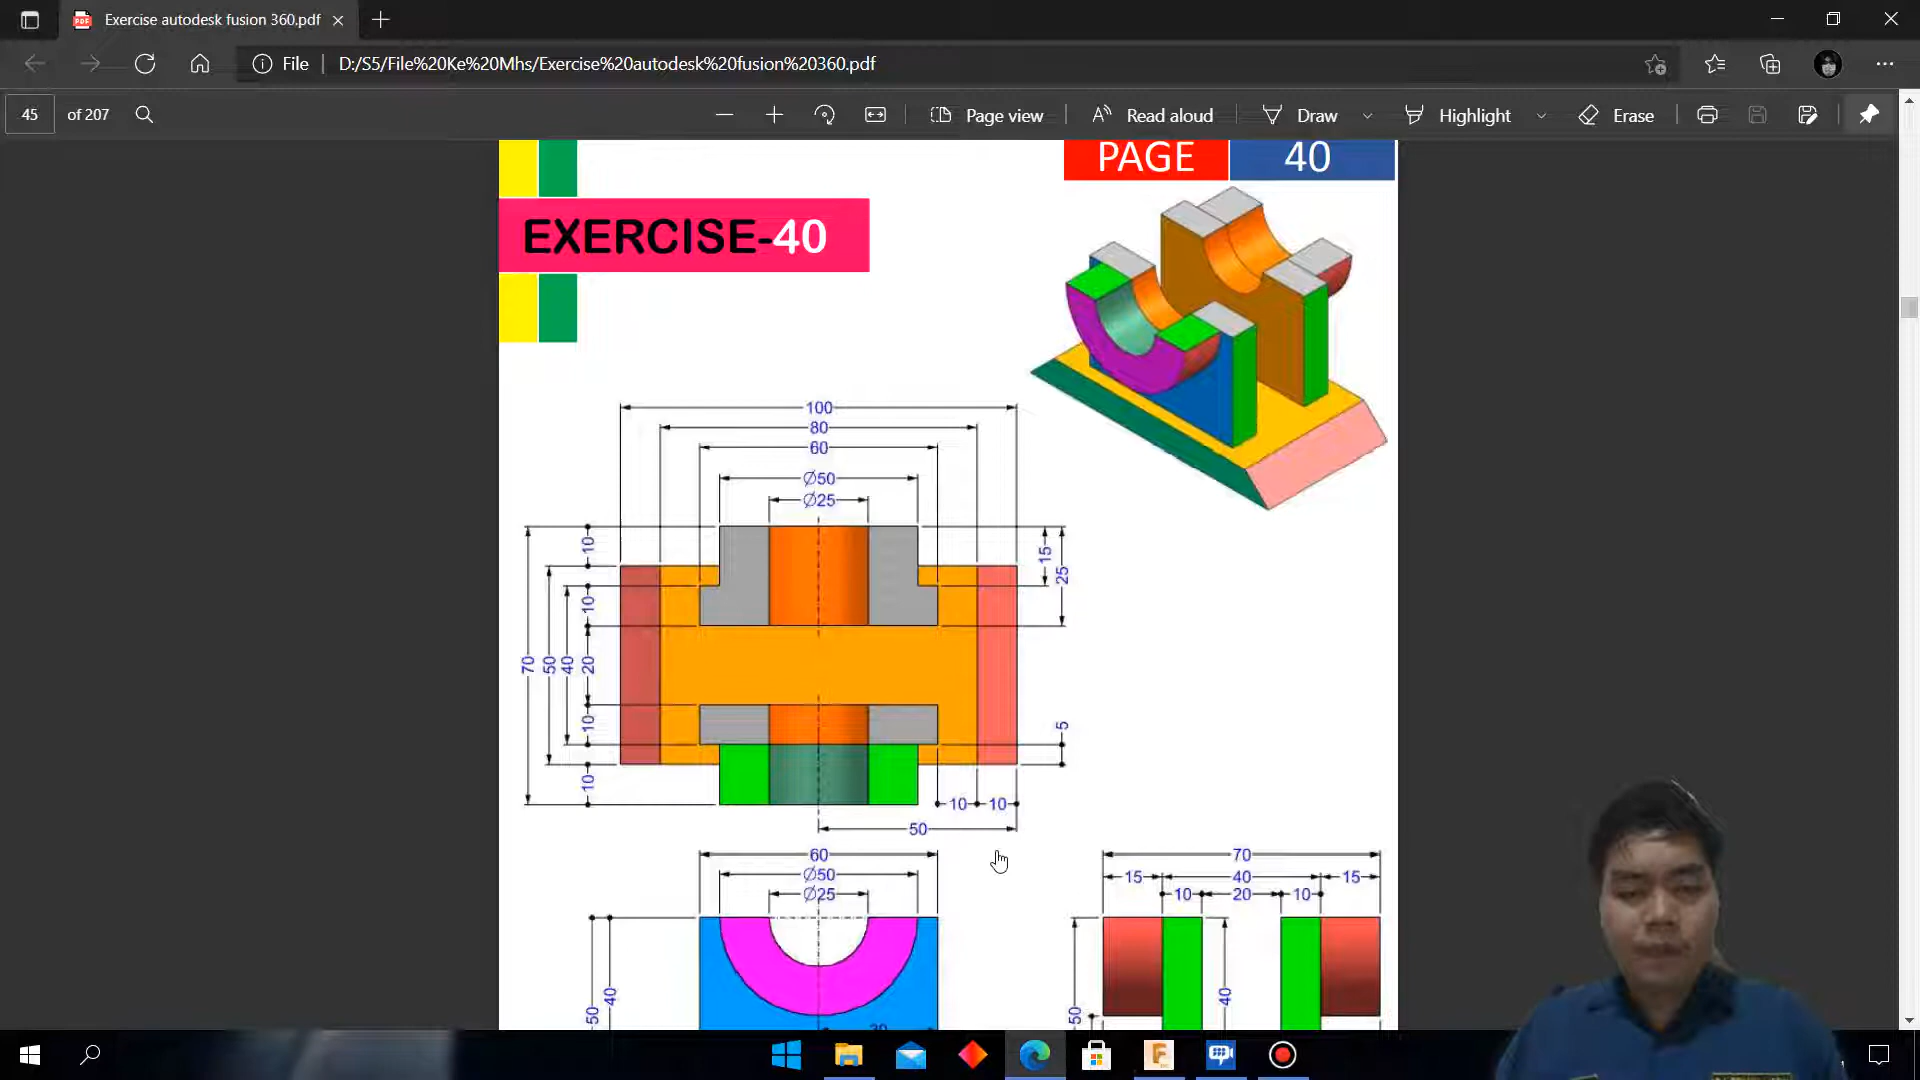 Exercise autodesk fusion 360.pdf
File
D:/S5/File%20Ke%20Mhs/Exercise%20autodesk%20fusion%20360.pdf
45 of 207
Page view
Read aloud
Draw
Highlight
Erase
PAGE 40
EXERCISE-40
100
80
60
Ø50
Ø25
10
15
25
10
70
50
40
20
10
5
10
10
10
50
60
Ø50
Ø25
50
40
20
70
15
40
15
10
20
10
50
40